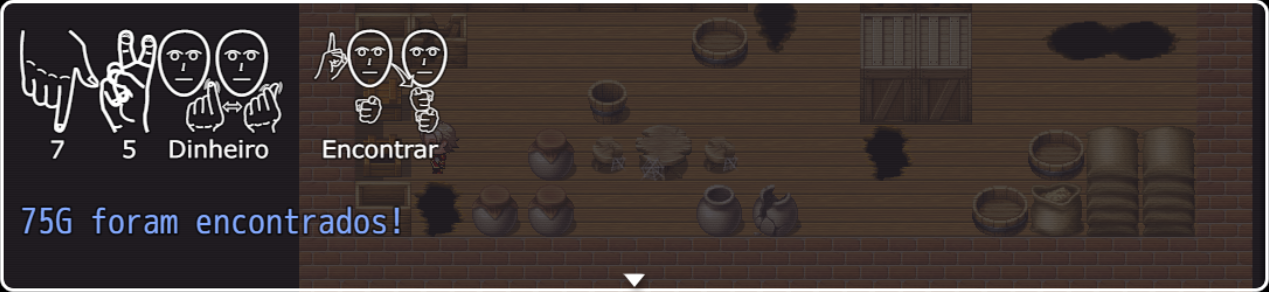 7 5 Dinheiro Encontrar
75G foram encontrados!